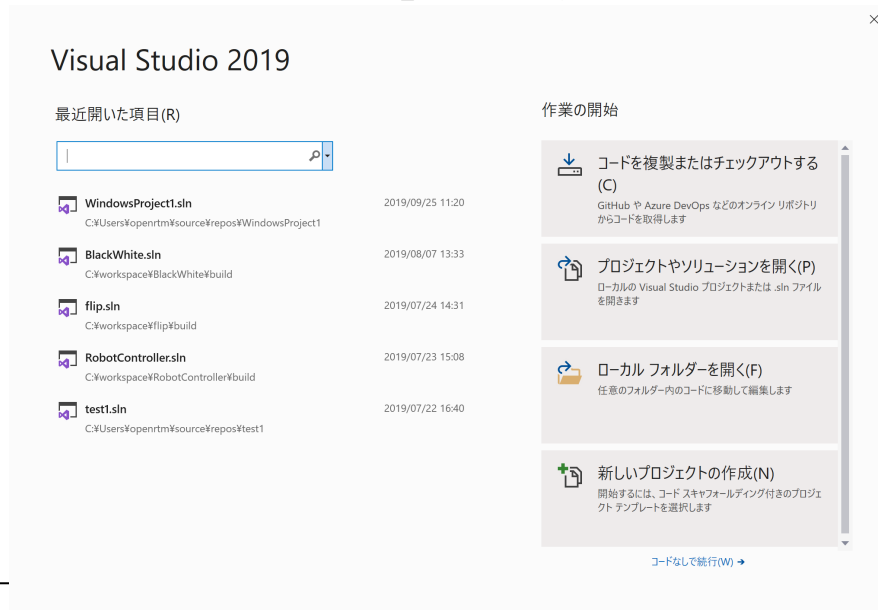 Visual Studio 2019
最近開いた項目(R)
WindowsProject1.sln 2019/09/25 11:20
C:¥Users¥openrtm¥source¥repos¥WindowsProject1
BlackWhite.sln 2019/08/07 13:33
C:¥workspace¥BlackWhite¥build
flip.sln 2019/07/24 14:31
C:¥workspace¥flip¥build
RobotController.sln 2019/07/23 15:08
C:¥workspace¥RobotController¥build
test1.sln 2019/07/22 16:40
C:¥Users¥openrtm¥source¥repos¥test1
作業の開始
コードを複製またはチェックアウトする
(C)
GitHub や Azure DevOps などのオンライン リポジトリ
からコードを取得します
プロジェクトやソリューションを開く(P)
ローカルの Visual Studio プロジェクトまたは .sln ファイル
を開きます
ローカル フォルダーを開く(F)
任意のフォルダー内のコードに移動して編集します
新しいプロジェクトの作成(N)
開始するには、コード スキャフォールディング付きのプロジェ
クト テンプレートを選択します
コードなしで続行(W) →